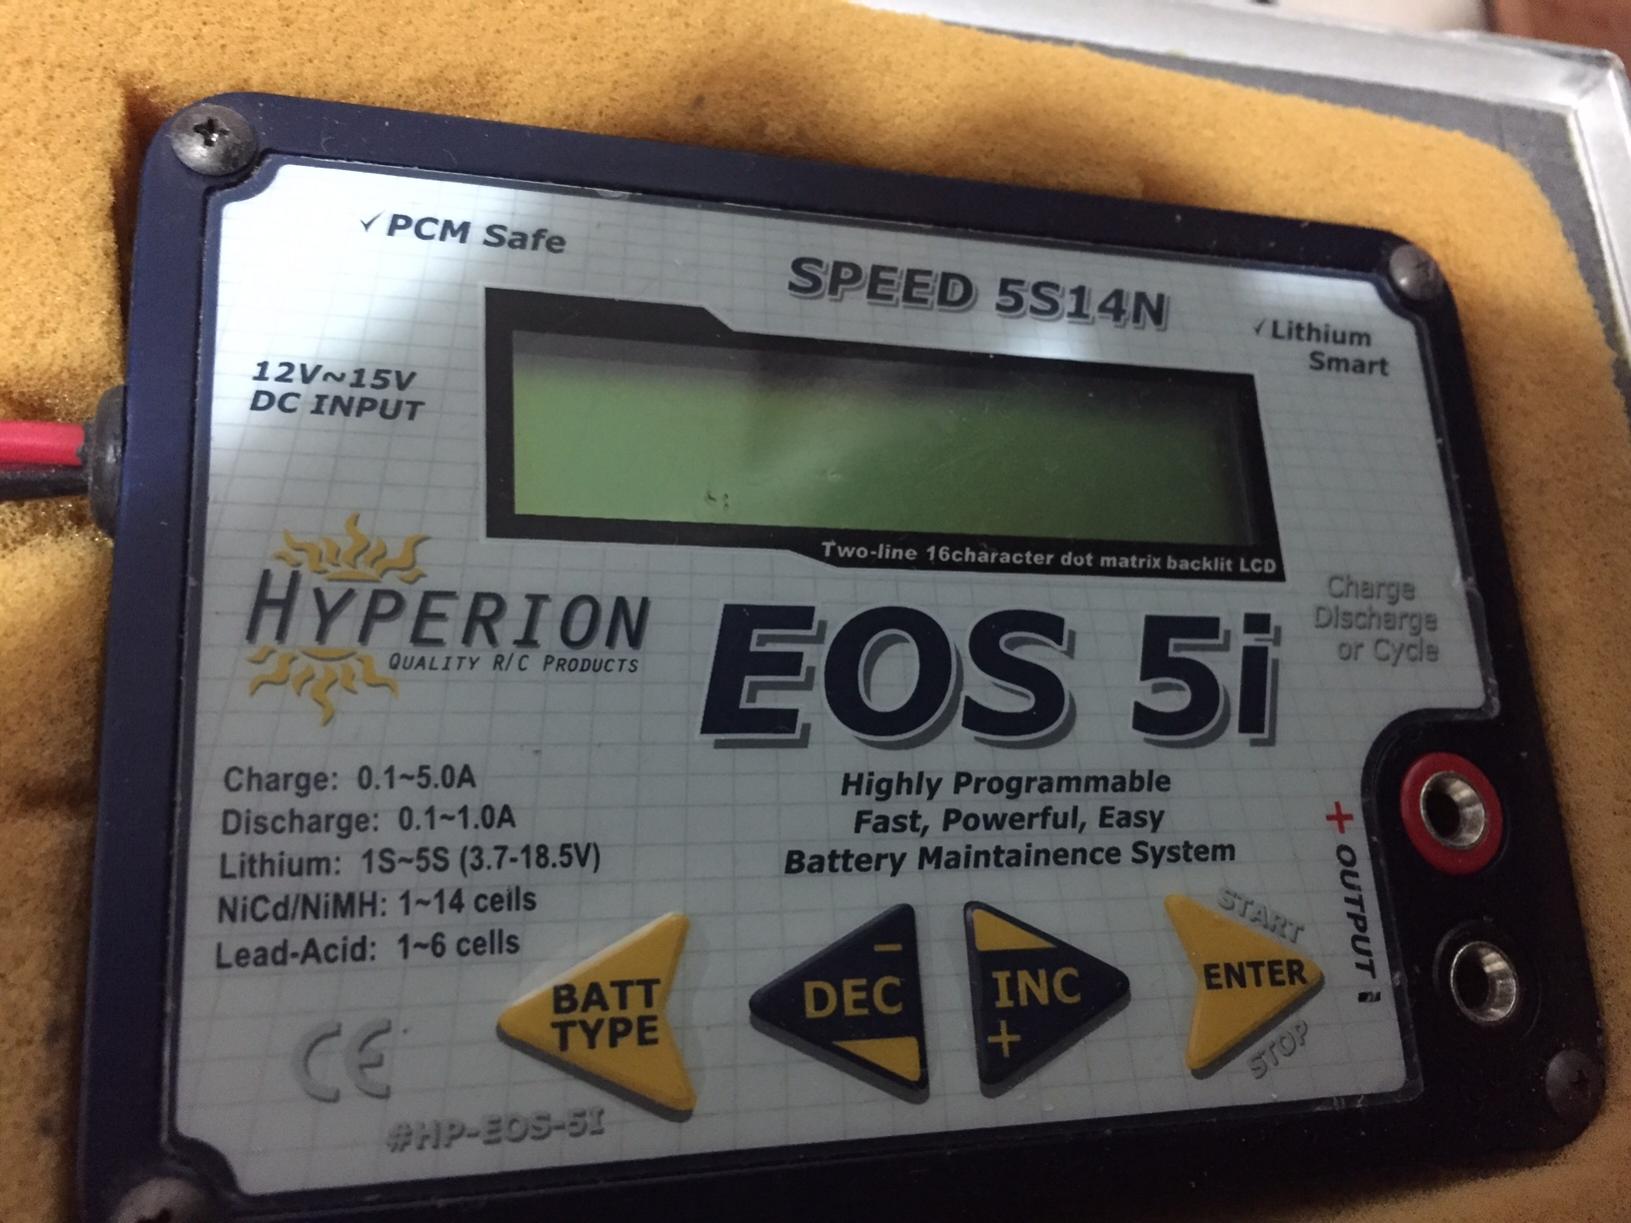 ✓PCM Safe
SPEED 5S14N
✓Lithium
Smart
12V~15V
DC INPUT
Two-line 16character dot matrix backlit LCD
HYPERION
QUALITY R/C PRODUCTS
EOS 5i
Charge
Discharge
or Cycle
Charge: 0.1~5.0A
Discharge: 0.1~1.0A
Lithium: 1S~5S (3.7-18.5V)
NiCd/NiMH: 1~14 cells
Lead-Acid: 1~6 cells
Highly Programmable
Fast, Powerful, Easy
Battery Maintainence System
+ OUTPUT -
BATT
TYPE
DEC
−
INC
+
START
ENTER
STOP
CE
#HP-EOS-5I